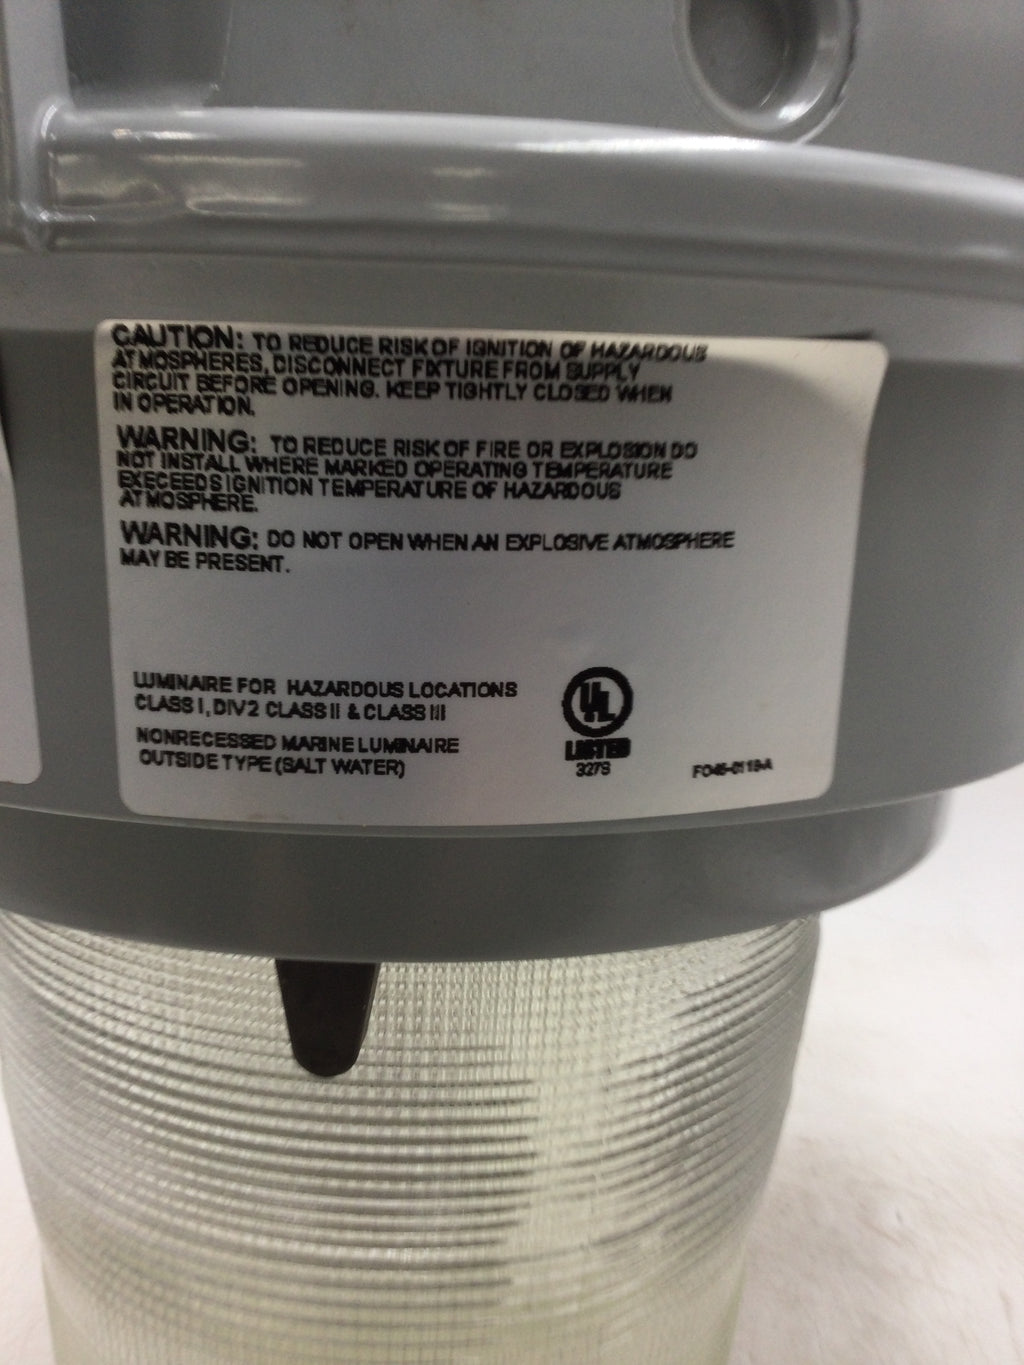 CAUTION: TO REDUCE RISK OF IGNITION OF HAZARDOUS
ATMOSPHERES, DISCONNECT FIXTURE FROM SUPPLY
CIRCUIT BEFORE OPENING. KEEP TIGHTLY CLOSED WHEN
IN OPERATION.
WARNING: TO REDUCE RISK OF FIRE OR EXPLOSION DO
NOT INSTALL WHERE MARKED OPERATING TEMPERATURE
EXECEEDS IGNITION TEMPERATURE OF HAZARDOUS
ATMOSPHERE.
WARNING: DO NOT OPEN WHEN AN EXPLOSIVE ATMOSPHERE
MAY BE PRESENT.
LUMINAIRE FOR HAZARDOUS LOCATIONS
CLASS I, DIV 2 CLASS II & CLASS III
NONRECESSED MARINE LUMINAIRE
OUTSIDE TYPE (SALT WATER)
UL
LISTED
327S